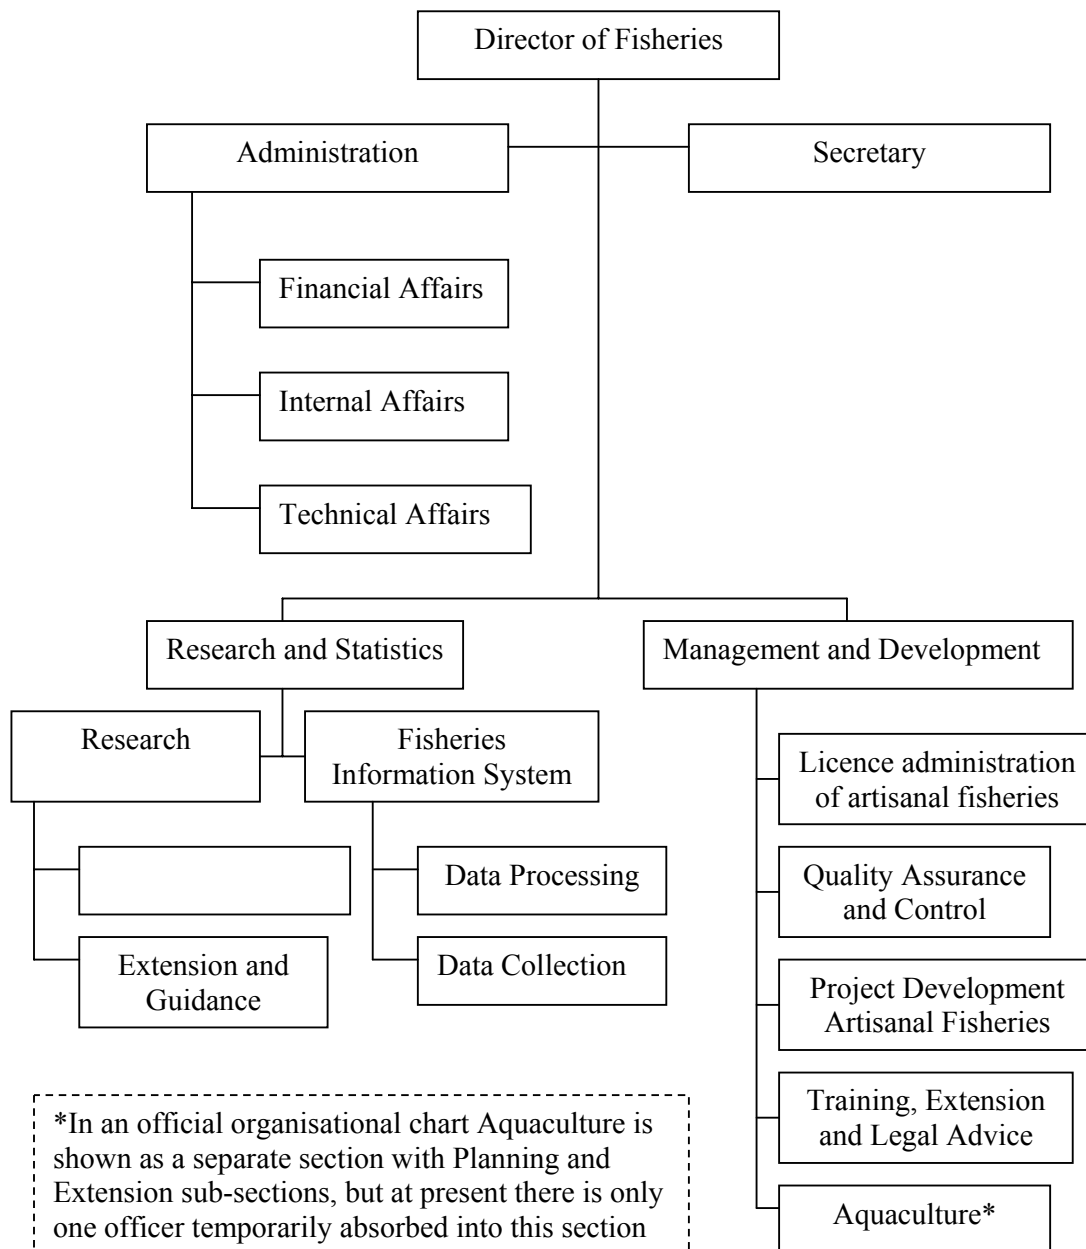 Director of Fisheries
Administration
Secretary
Financial Affairs
Internal Affairs
Technical Affairs
Research and Statistics
Management and Development
Research
Fisheries
Information System
Licence administration
of artisanal fisheries
Data Processing
Quality Assurance
and Control
Extension and
Guidance
Data Collection
Project Development
Artisanal Fisheries
Training, Extension
and Legal Advice
Aquaculture*
*In an official organisational chart Aquaculture is
shown as a separate section with Planning and
Extension sub-sections, but at present there is only
one officer temporarily absorbed into this section